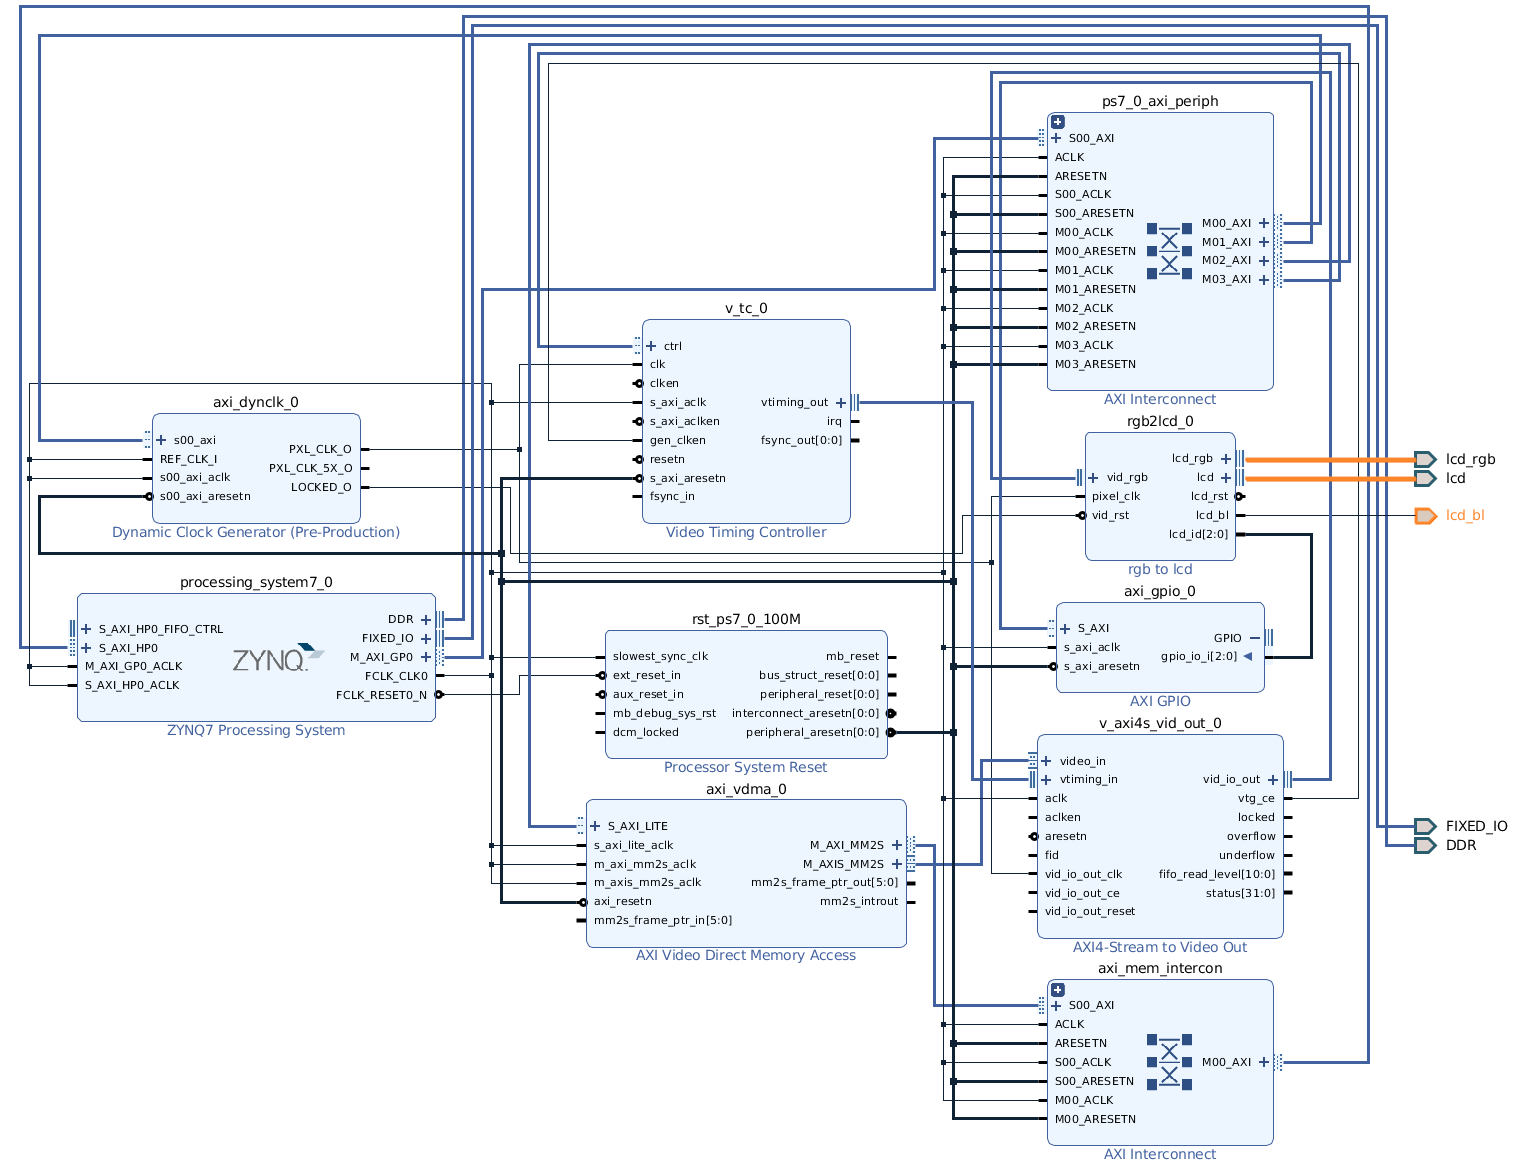 ps7_0_axi_periph
S00_AXI
ACLK
ARESETN
S00_ACLK
S00_ARESETN
M00_ACLK
M00_ARESETN
M01_ACLK
M01_ARESETN
M02_ACLK
M02_ARESETN
M03_ACLK
M03_ARESETN
M00_AXI
M01_AXI
M02_AXI
M03_AXI
AXI Interconnect
v_tc_0
ctrl
clk
clken
s_axi_aclk
s_axi_aclken
gen_clken
resetn
s_axi_aresetn
fsync_in
vtiming_out
irq
fsync_out[0:0]
Video Timing Controller
axi_dynclk_0
s00_axi
REF_CLK_I
s00_axi_aclk
s00_axi_aresetn
PXL_CLK_O
PXL_CLK_5X_O
LOCKED_O
Dynamic Clock Generator (Pre-Production)
rgb2lcd_0
vid_rgb
pixel_clk
vid_rst
lcd_rgb
lcd
lcd_rst
lcd_bl
lcd_id[2:0]
rgb to lcd
lcd_rgb
lcd
lcd_bl
processing_system7_0
S_AXI_HP0_FIFO_CTRL
S_AXI_HP0
M_AXI_GP0_ACLK
S_AXI_HP0_ACLK
ZYNQ
DDR
FIXED_IO
M_AXI_GP0
FCLK_CLK0
FCLK_RESET0_N
ZYNQ7 Processing System
rst_ps7_0_100M
slowest_sync_clk
ext_reset_in
aux_reset_in
mb_debug_sys_rst
dcm_locked
mb_reset
bus_struct_reset[0:0]
peripheral_reset[0:0]
interconnect_aresetn[0:0]
peripheral_aresetn[0:0]
Processor System Reset
axi_gpio_0
S_AXI
s_axi_aclk
s_axi_aresetn
GPIO
gpio_io_i[2:0]
AXI GPIO
v_axi4s_vid_out_0
video_in
vtiming_in
aclk
aclken
aresetn
fid
vid_io_out_clk
vid_io_out_ce
vid_io_out_reset
vid_io_out
vtg_ce
locked
overflow
underflow
fifo_read_level[10:0]
status[31:0]
AXI4-Stream to Video Out
FIXED_IO
DDR
axi_vdma_0
S_AXI_LITE
s_axi_lite_aclk
m_axi_mm2s_aclk
m_axis_mm2s_aclk
axi_resetn
mm2s_frame_ptr_in[5:0]
M_AXI_MM2S
M_AXIS_MM2S
mm2s_frame_ptr_out[5:0]
mm2s_introut
AXI Video Direct Memory Access
axi_mem_intercon
S00_AXI
ACLK
ARESETN
S00_ACLK
S00_ARESETN
M00_ACLK
M00_ARESETN
M00_AXI
AXI Interconnect